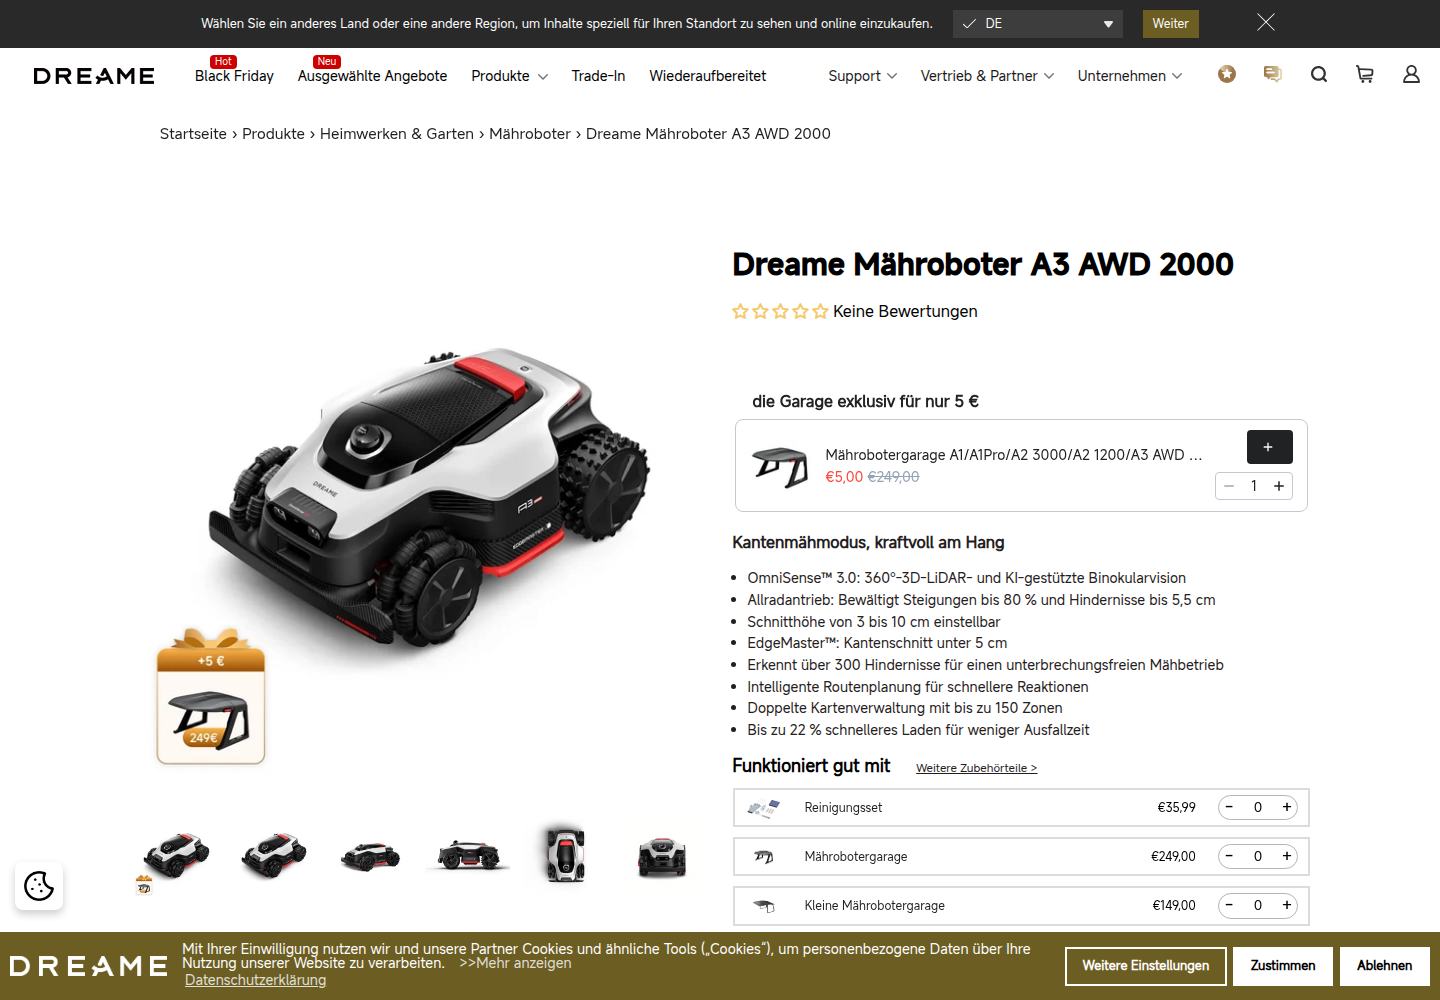 Wählen Sie ein anderes Land oder eine andere Region, um Inhalte speziell für Ihren Standort zu sehen und online einzukaufen.
DE
Weiter
DREAME
Hot
Black Friday
Neu
Ausgewählte Angebote
Produkte
Trade-In
Wiederaufbereitet
Support
Vertrieb & Partner
Unternehmen
Startseite › Produkte › Heimwerken & Garten › Mähroboter › Dreame Mähroboter A3 AWD 2000
Dreame Mähroboter A3 AWD 2000
Keine Bewertungen
die Garage exklusiv für nur 5 €
Mährobotergarage A1/A1Pro/A2 3000/A2 1200/A3 AWD ...
€5,00 €249,00
+
− 1 +
Kantenmähmodus, kraftvoll am Hang
• OmniSense™ 3.0: 360°-3D-LiDAR- und KI-gestützte Binokularvision
• Allradantrieb: Bewältigt Steigungen bis 80 % und Hindernisse bis 5,5 cm
• Schnitthöhe von 3 bis 10 cm einstellbar
• EdgeMaster™: Kantenschnitt unter 5 cm
• Erkennt über 300 Hindernisse für einen unterbrechungsfreien Mähbetrieb
• Intelligente Routenplanung für schnellere Reaktionen
• Doppelte Kartenverwaltung mit bis zu 150 Zonen
• Bis zu 22 % schnelleres Laden für weniger Ausfallzeit
DREAME
A3
EDGEMASTER
+5 €
249€
Funktioniert gut mit
Weitere Zubehörteile >
Reinigungsset
€35,99
− 0 +
Mährobotergarage
€249,00
− 0 +
Kleine Mährobotergarage
€149,00
− 0 +
DREAME
Mit Ihrer Einwilligung nutzen wir und unsere Partner Cookies und ähnliche Tools („Cookies“), um personenbezogene Daten über Ihre
Nutzung unserer Website zu verarbeiten. >>Mehr anzeigen
Datenschutzerklärung
Weitere Einstellungen
Zustimmen
Ablehnen